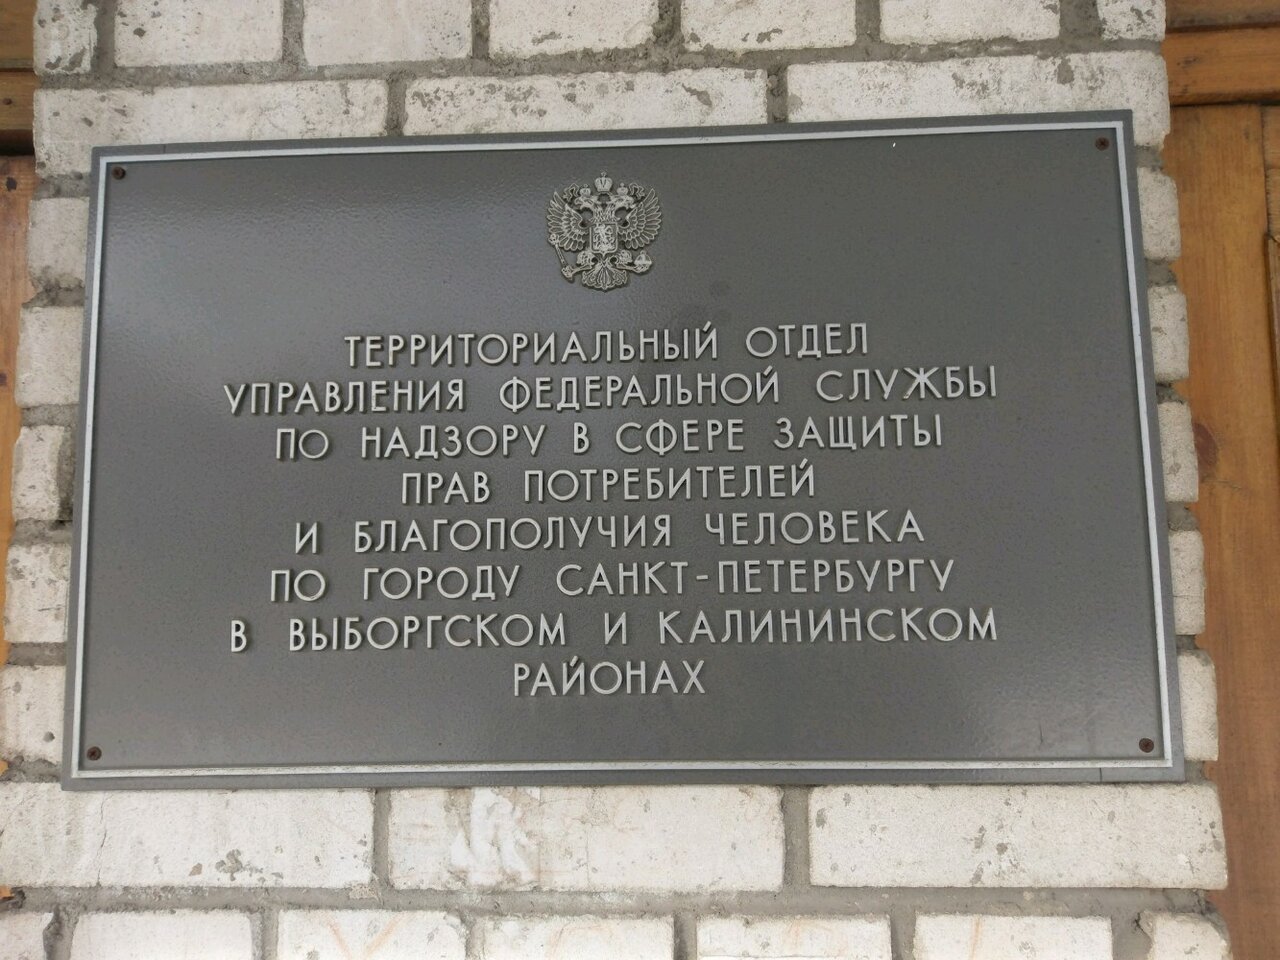 ТЕРРИТОРИАЛЬНЫЙ ОТДЕЛ
УПРАВЛЕНИЯ ФЕДЕРАЛЬНОЙ СЛУЖБЫ
ПО НАДЗОРУ В СФЕРЕ ЗАЩИТЫ
ПРАВ ПОТРЕБИТЕЛЕЙ
И БЛАГОПОЛУЧИЯ ЧЕЛОВЕКА
ПО ГОРОДУ САНКТ-ПЕТЕРБУРГУ
В ВЫБОРГСКОМ И КАЛИНИНСКОМ
РАЙОНАХ